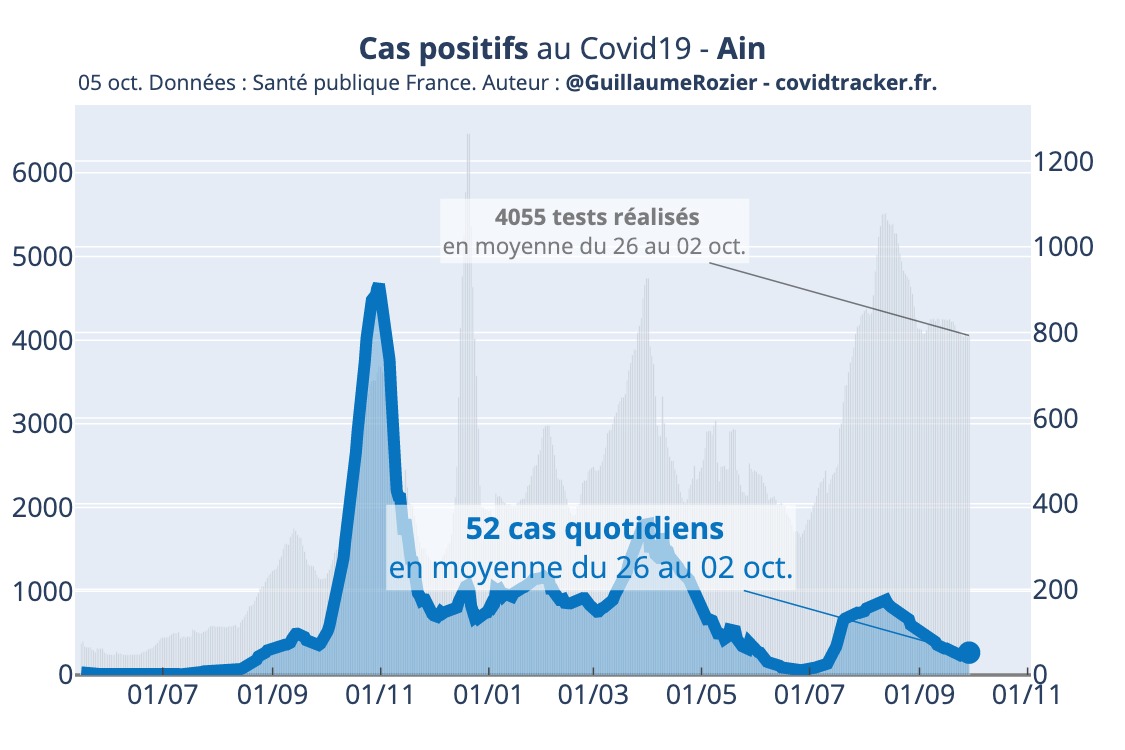 Cas positifs au Covid19 - Ain
05 oct. Données : Santé publique France. Auteur : @GuillaumeRozier - covidtracker.fr.
6000
5000
4000
3000
2000
1000
0
1200
1000
800
600
400
200
0
4055 tests réalisés
en moyenne du 26 au 02 oct.
52 cas quotidiens
en moyenne du 26 au 02 oct.
01/07 01/09 01/11 01/01 01/03 01/05 01/07 01/09 01/11